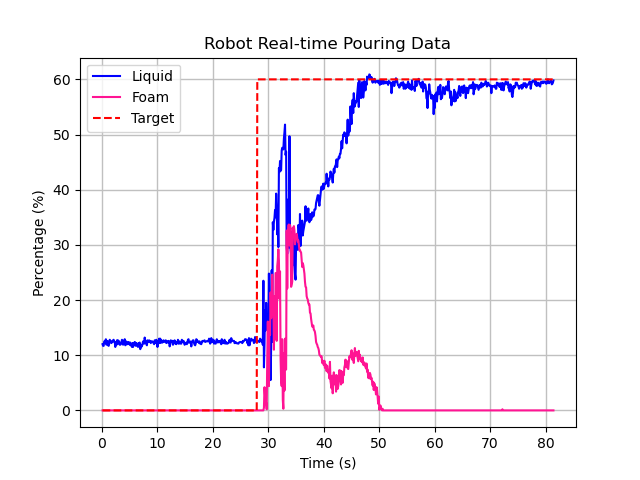 Robot Real-time Pouring Data
Liquid
Foam
Target
Percentage (%)
60
50
40
30
20
10
0
0 10 20 30 40 50 60 70 80
Time (s)